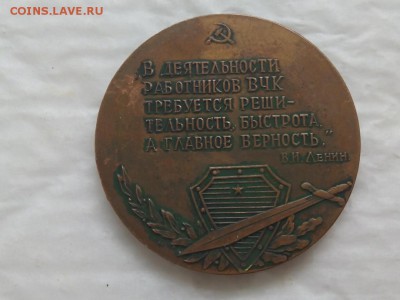 COINS.LAVE.RU
В ДЕЯТЕЛЬНОСТИ
РАБОТНИКОВ ВЧК
ТРЕБУЕТСЯ РЕШИ-
ТЕЛЬНОСТЬ, БЫСТРОТА,
А ГЛАВНОЕ ВЕРНОСТЬ."
В.И.Ленин